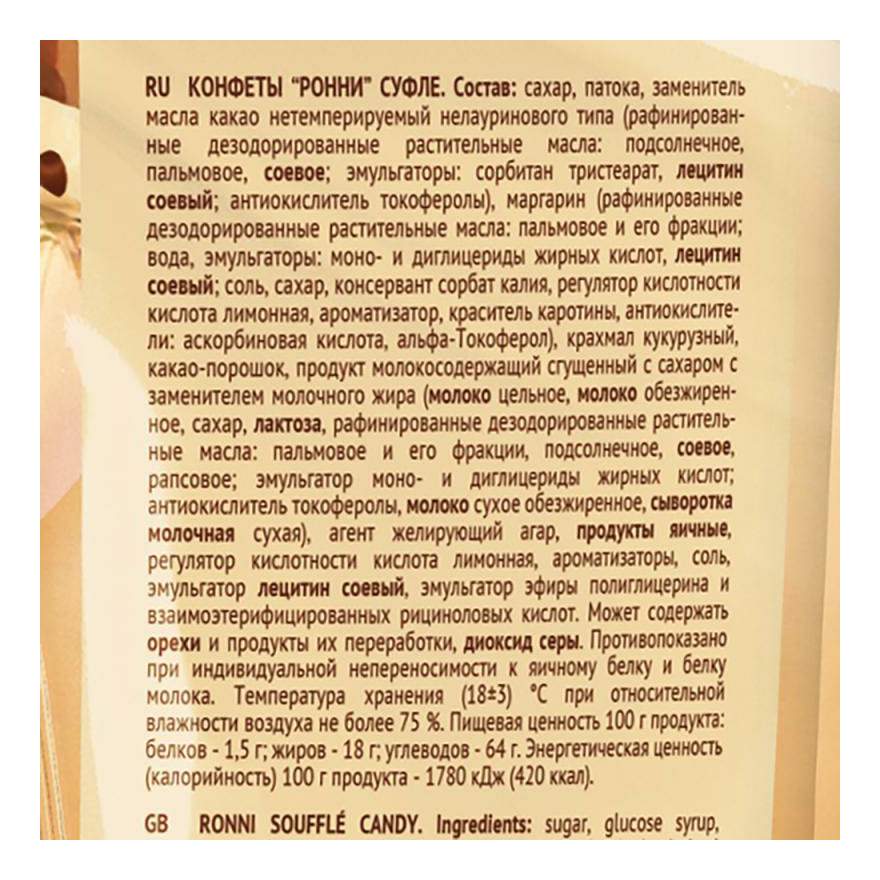 RU КОНФЕТЫ “РОННИ” СУФЛЕ. Состав: сахар, патока, заменитель
масла какао нетемперируемый нелауринового типа (рафинирован-
ные дезодорированные растительные масла: подсолнечное,
пальмовое, соевое; эмульгаторы: сорбитан тристеарат, лецитин
соевый; антиокислитель токоферолы), маргарин (рафинированные
дезодорированные растительные масла: пальмовое и его фракции;
вода, эмульгаторы: моно- и диглицериды жирных кислот, лецитин
соевый; соль, сахар, консервант сорбат калия, регулятор кислотности
кислота лимонная, ароматизатор, краситель каротины, антиокислите-
ли: аскорбиновая кислота, альфа-Токоферол), крахмал кукурузный,
какао-порошок, продукт молокосодержащий сгущенный с сахаром с
заменителем молочного жира (молоко цельное, молоко обезжирен-
ное, сахар, лактоза, рафинированные дезодорированные раститель-
ные масла: пальмовое и его фракции, подсолнечное, соевое,
рапсовое; эмульгатор моно- и диглицериды жирных кислот;
антиокислитель токоферолы, молоко сухое обезжиренное, сыворотка
молочная сухая), агент желирующий агар, продукты яичные,
регулятор кислотности кислота лимонная, ароматизаторы, соль,
эмульгатор лецитин соевый, эмульгатор эфиры полиглицерина и
взаимоэтерифицированных рициноловых кислот. Может содержать
орехи и продукты их переработки, диоксид серы. Противопоказано
при индивидуальной непереносимости к яичному белку и белку
молока. Температура хранения (18±3) °С при относительной
влажности воздуха не более 75 %. Пищевая ценность 100 г продукта:
белков - 1,5 г; жиров - 18 г; углеводов - 64 г. Энергетическая ценность
(калорийность) 100 г продукта - 1780 кДж (420 ккал).
GB RONNI SOUFFLÉ CANDY. Ingredients: sugar, glucose syrup,